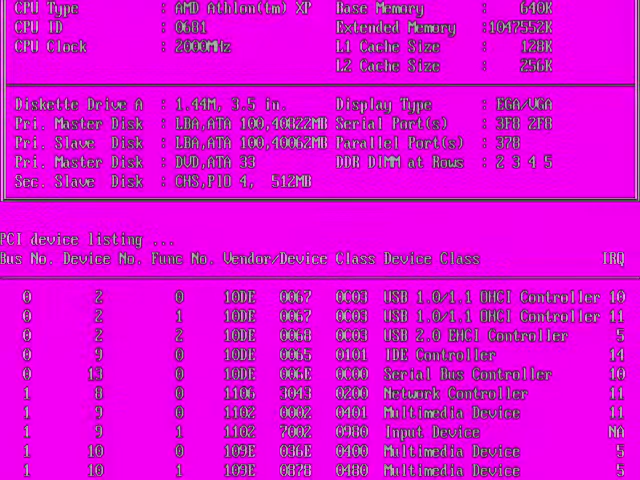 CPU Type : AMD Athlon(tm) XP Base Memory : 640K
CPU ID : 0681 Extended Memory :1047552K
CPU Clock : 2000MHz L1 Cache Size : 128K
L2 Cache Size : 256K
Diskette Drive A : 1.44M, 3.5 in. Display Type : EGA/VGA
Pri. Master Disk : LBA,ATA 100,40822MB Serial Port(s) : 3F8 2F8
Pri. Slave Disk : LBA,ATA 100,40062MB Parallel Port(s) : 378
Pri. Master Disk : DVD,ATA 33 DDR DIMM at Rows : 2 3 4 5
Sec. Slave Disk : CHS,PIO 4, 512MB
PCI device listing ...
Bus No. Device No. Func No. Vendor/Device Class Device Class IRQ
0 2 0 10DE 0067 0C03 USB 1.0/1.1 OHCI Controller 10
0 2 1 10DE 0067 0C03 USB 1.0/1.1 OHCI Controller 11
0 2 2 10DE 0068 0C03 USB 2.0 EHCI Controller 5
0 9 0 10DE 0065 0101 IDE Controller 14
0 13 0 10DE 006E 0C00 Serial Bus Controller 10
1 8 0 1106 3043 0200 Network Controller 11
1 9 0 1102 0002 0401 Multimedia Device 11
1 9 1 1102 7002 0980 Input Device NA
1 10 0 109E 036E 0400 Multimedia Device 5
1 10 1 109E 0878 0480 Multimedia Device 5